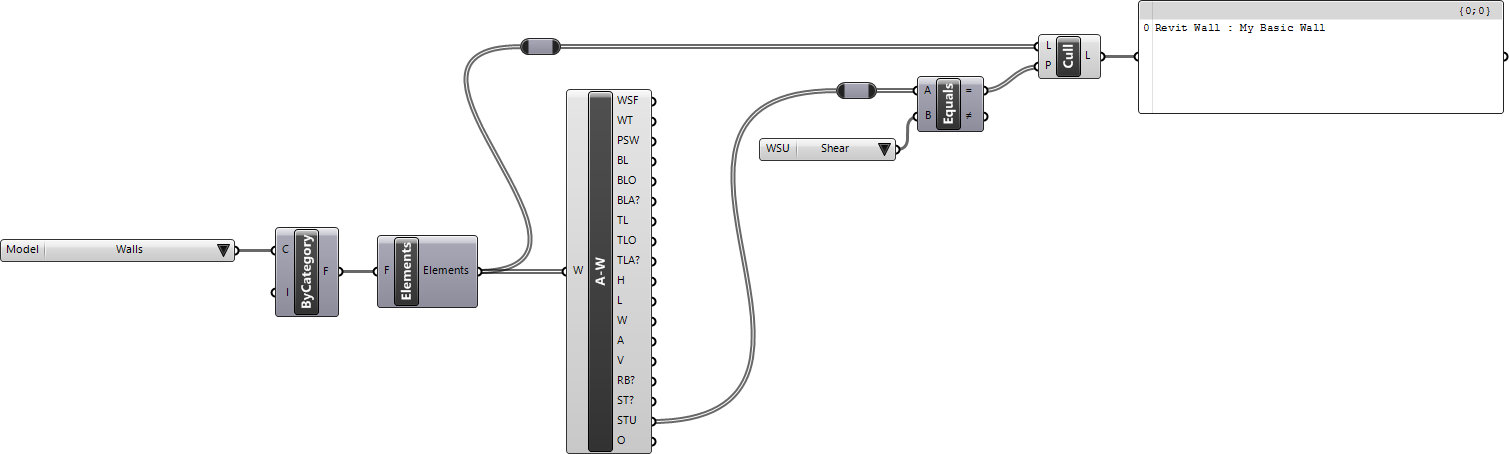 Model Walls
C
I
ByCategory
F
F
Elements
Elements
W
A-W
WSF
WT
PSW
BL
BLO
BLA?
TL
TLO
TLA?
H
L
W
A
V
RB?
ST?
STU
O
WSU Shear
A
B
Equals
=
≠
L
P
Cull
L
{0;0}
0 Revit Wall : My Basic Wall